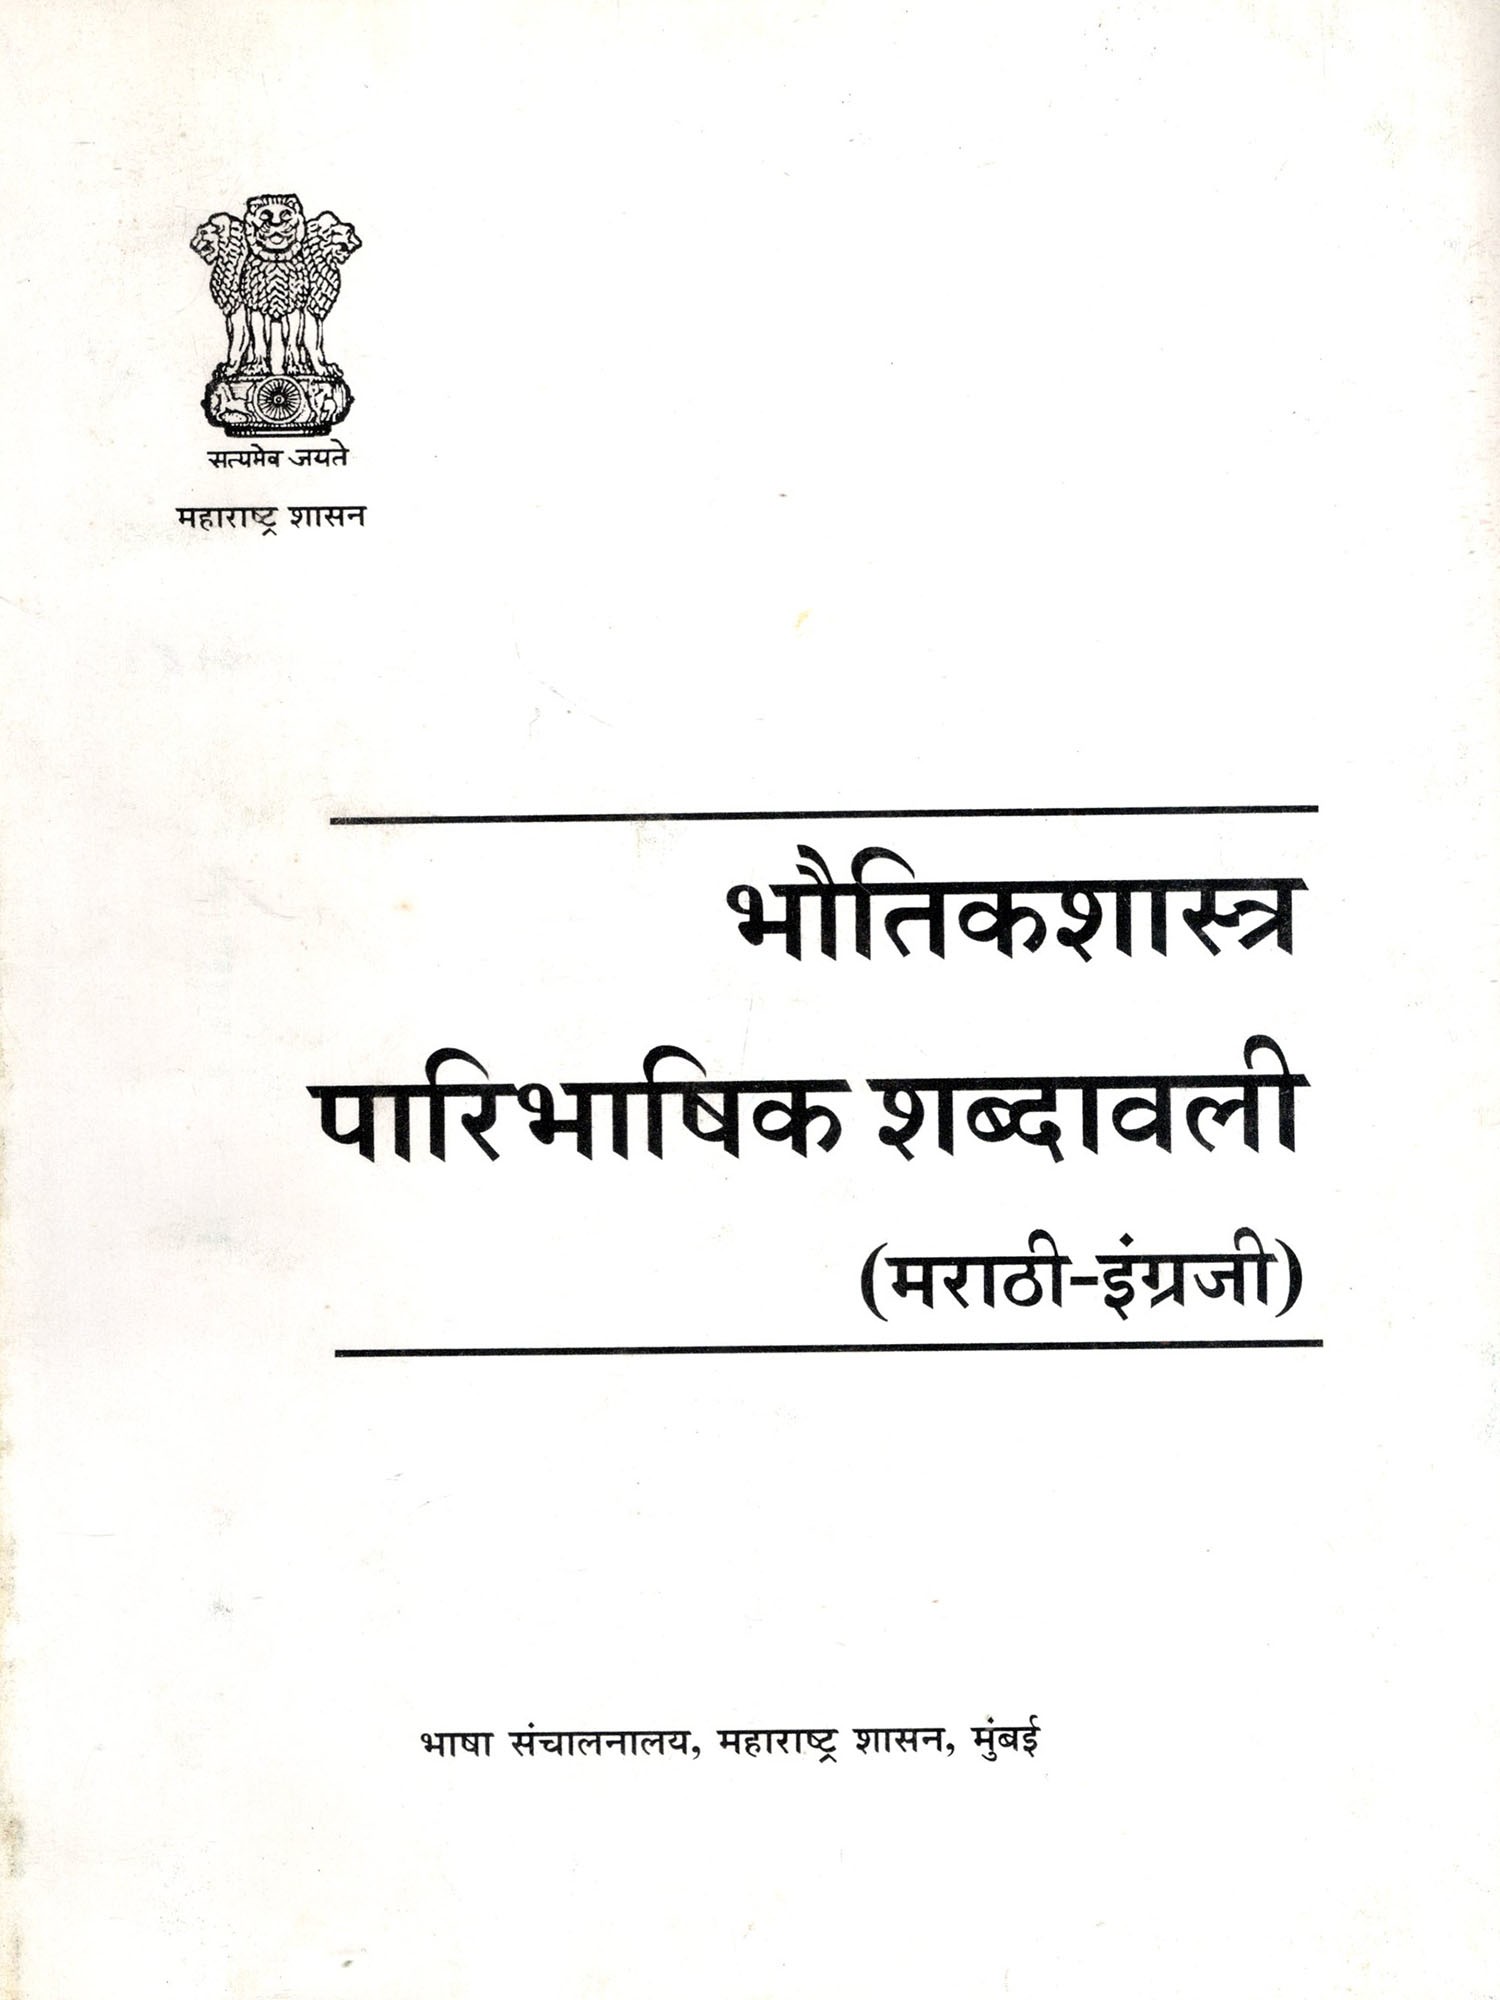 सत्यमेव जयते
महाराष्ट्र शासन
भौतिकशास्त्र
पारिभाषिक शब्दावली
(मराठी-इंग्रजी)
भाषा संचालनालय, महाराष्ट्र शासन, मुंबई